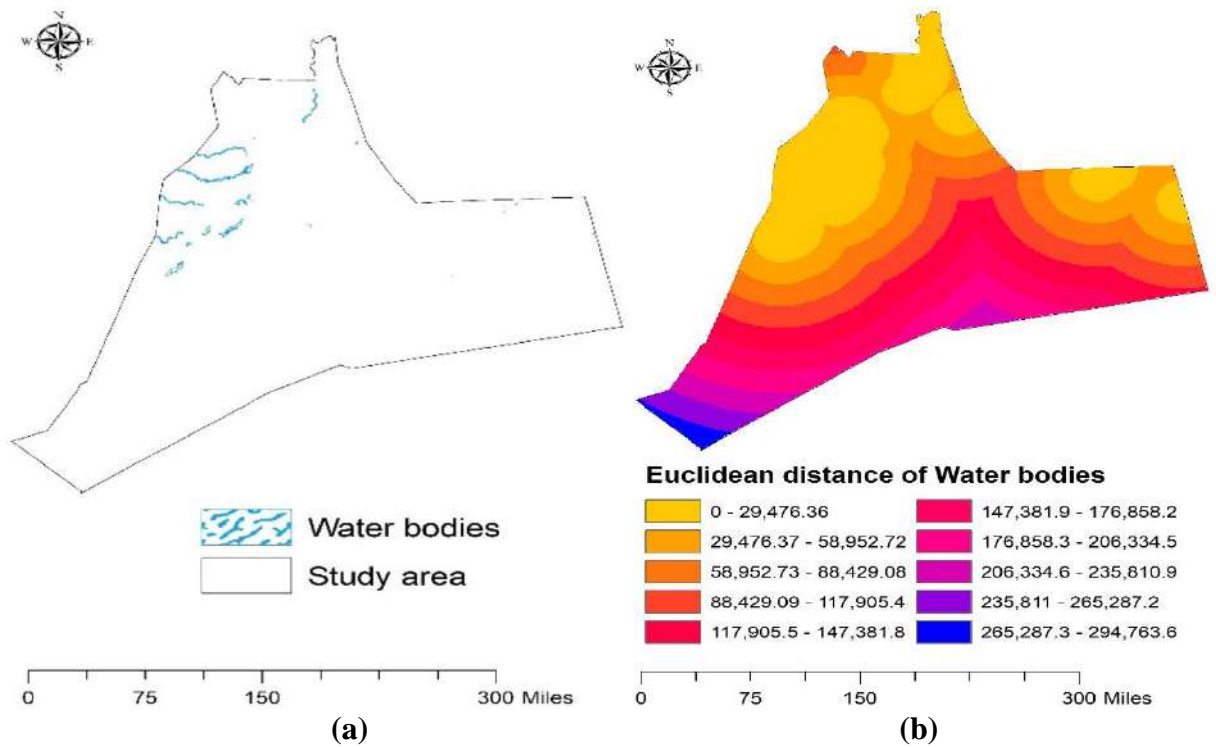 N
W E
S
Water bodies
Study area
0 75 150 300 Miles
(a)
N
W E
S
Euclidean distance of Water bodies
0 - 29,476.36
29,476.37 - 58,952.72
58,952.73 - 88,429.08
88,429.09 - 117,905.4
117,905.5 - 147,381.8
147,381.9 - 176,858.2
176,858.3 - 206,334.5
206,334.6 - 235,810.9
235,811 - 265,287.2
265,287.3 - 294,763.6
0 75 150 300 Miles
(b)